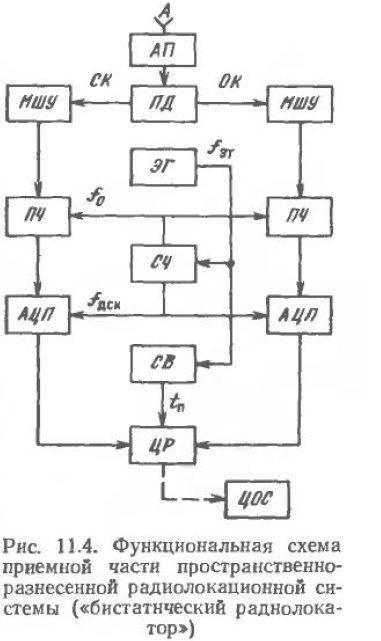 А
АП
СК
ОК
МШУ
ПД
МШУ
fэт
ЭГ
f0
ПЧ
ПЧ
СЧ
fдск
АЦП
АЦП
СВ
tп
ЦР
ЦОС
Рис. 11.4. Функциональная схема
приемной части пространственно-
разнесенной радиолокационной си-
стемы («бистатический радиолока-
тор»)